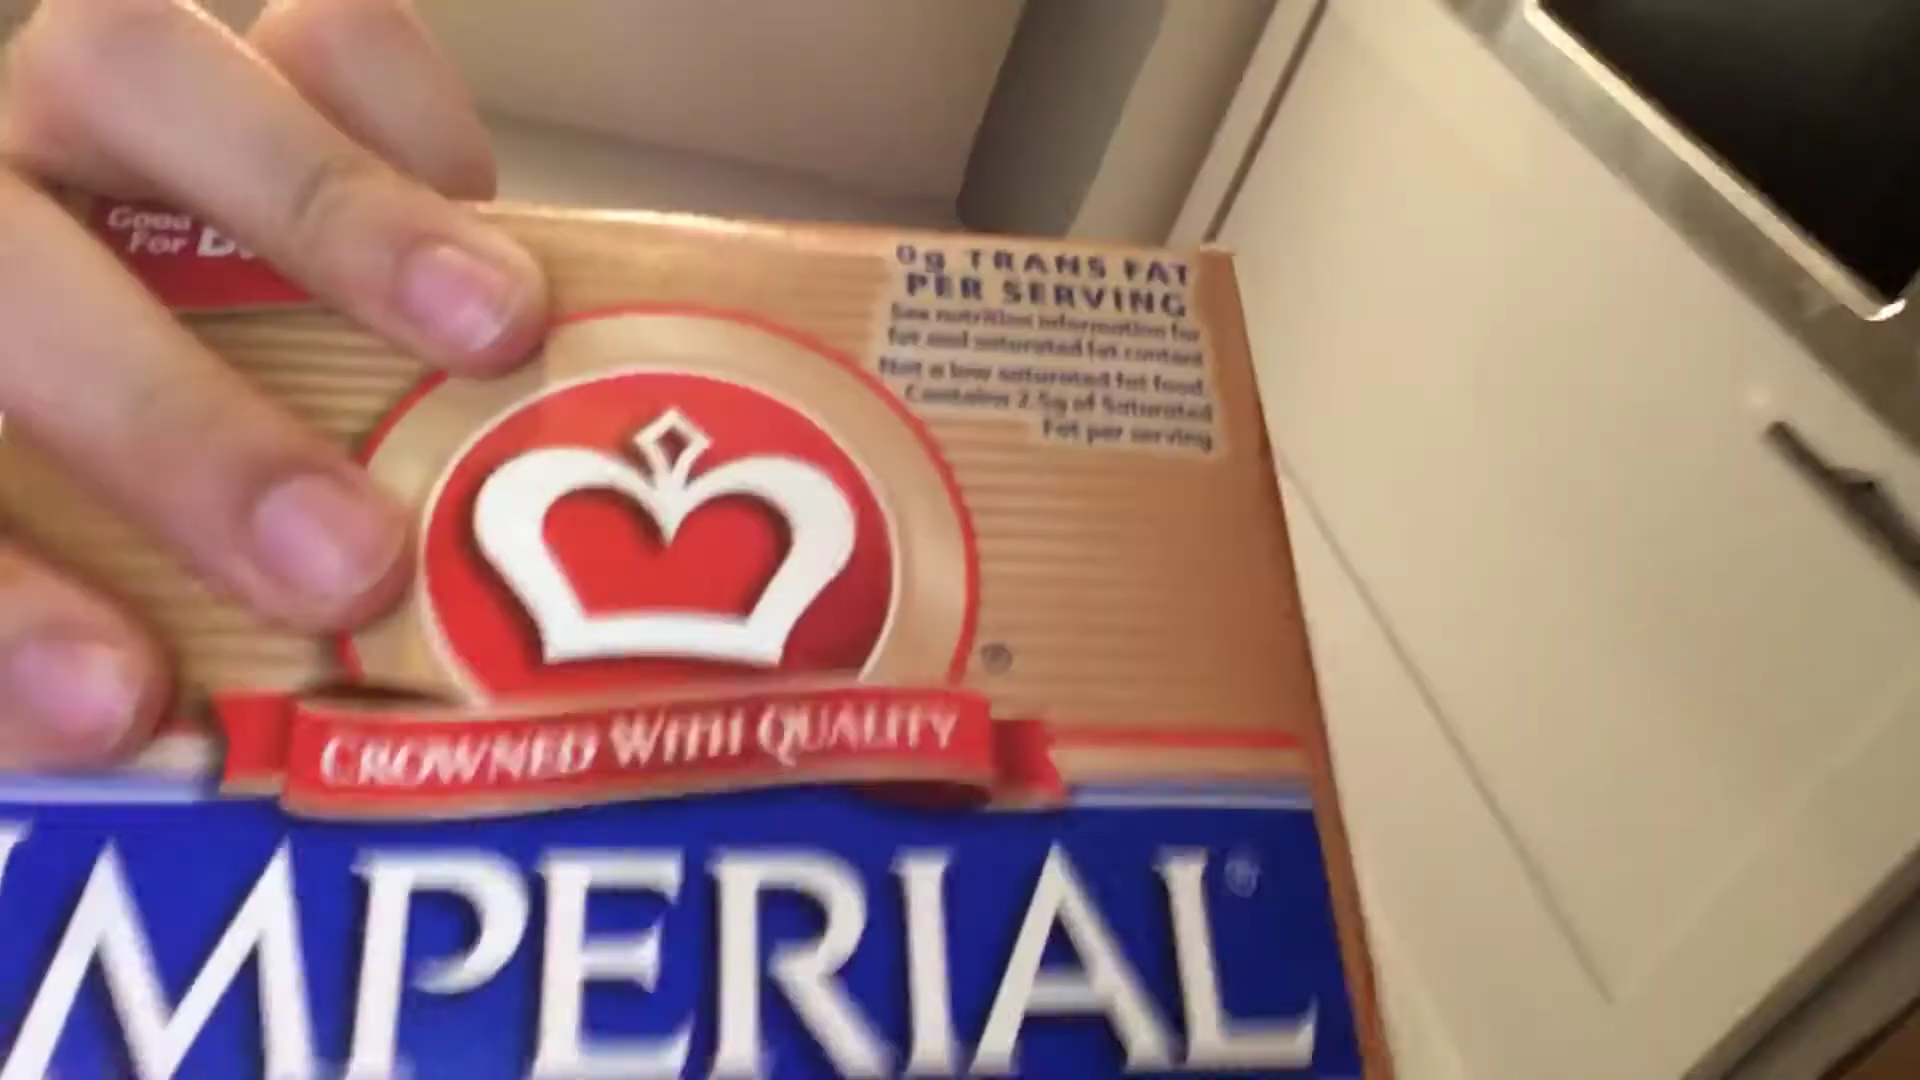 Good
For
0g TRANS FAT
PER SERVING
See nutrition information for
fat and saturated fat content
Not a low saturated fat food.
Contains 2.5g of Saturated
Fat per serving
®
CROWNED WITH QUALITY
IMPERIAL®